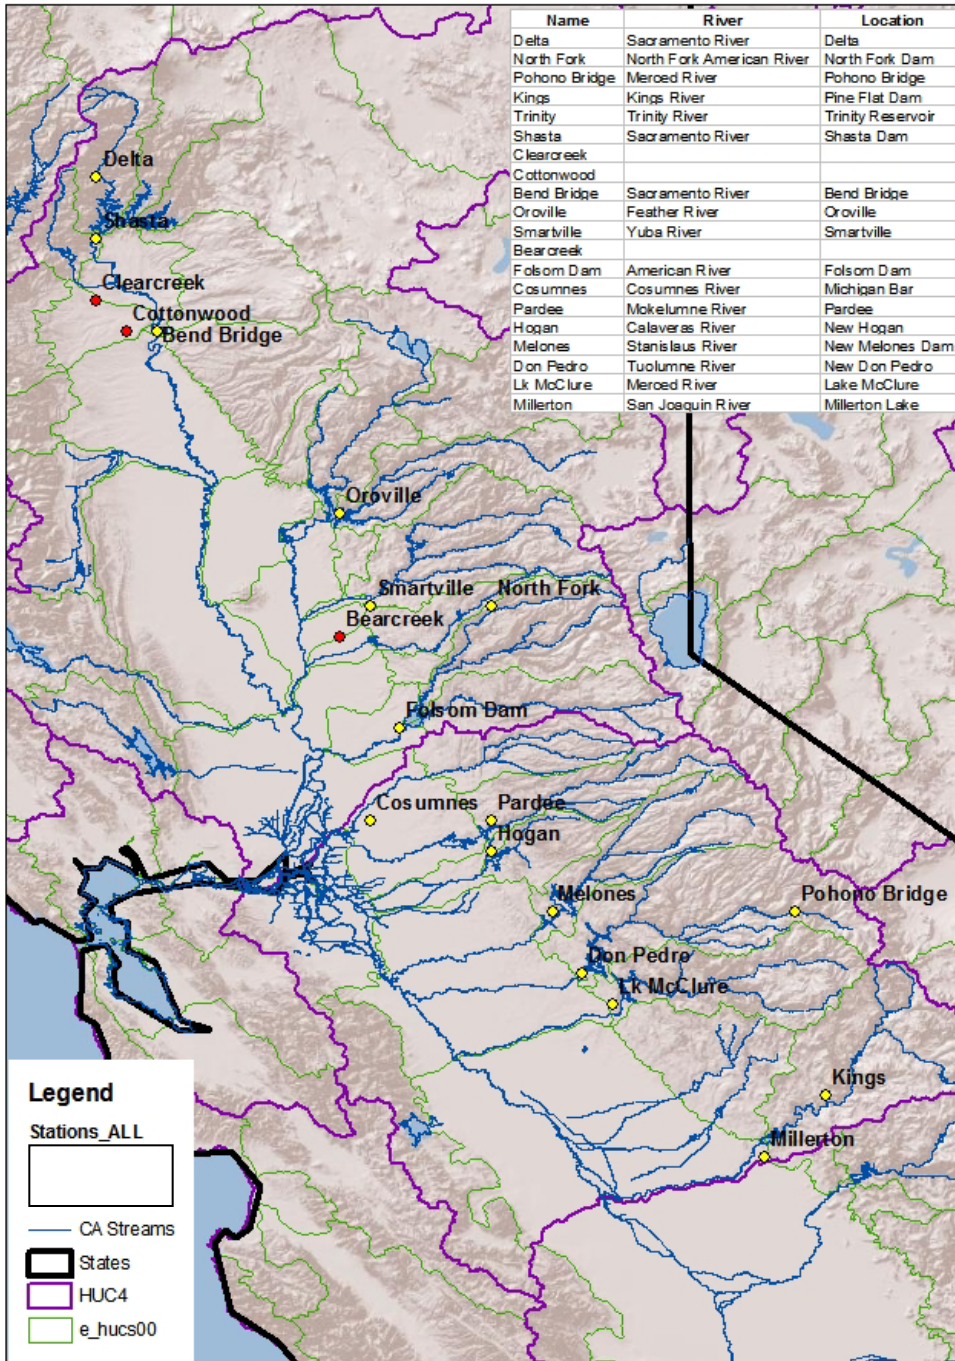 Name River Location
Delta Sacramento River Delta
North Fork North Fork American River North Fork Dam
Pohono Bridge Merced River Pohono Bridge
Kings Kings River Pine Flat Dam
Trinity Trinity River Trinity Reservoir
Shasta Sacramento River Shasta Dam
Clearcreek
Cottonwood
Bend Bridge Sacramento River Bend Bridge
Oroville Feather River Oroville
Smartville Yuba River Smartville
Bearcreek
Folsom Dam American River Folsom Dam
Cosumnes Cosumnes River Michigan Bar
Pardee Mokelumne River Pardee
Hogan Calaveras River New Hogan
Melones Stanislaus River New Melones Dam
Don Pedro Tuolumne River New Don Pedro
Lk McClure Merced River Lake McClure
Millerton San Joaquin River Millerton Lake
Delta
Shasta
Clearcreek
Cottonwood
Bend Bridge
Oroville
Smartville
North Fork
Bearcreek
Folsom Dam
Cosumnes
Pardee
Hogan
Melones
Pohono Bridge
Don Pedro
Lk McClure
Kings
Millerton
Legend
Stations_ALL
CA Streams
States
HUC4
e_hucs00